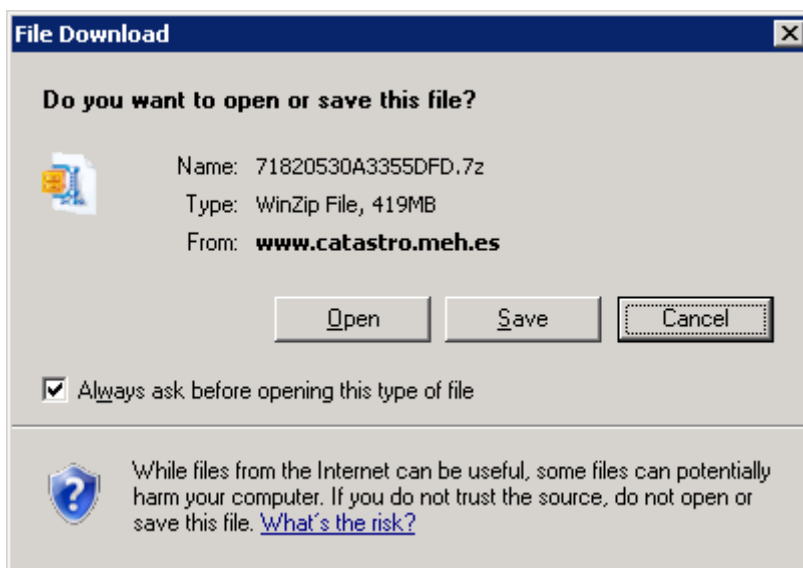 File Download
Do you want to open or save this file?
Name: 71820530A3355DFD.7z
Type: WinZip File, 419MB
From: www.catastro.meh.es
Open Save Cancel
Always ask before opening this type of file
While files from the Internet can be useful, some files can potentially
harm your computer. If you do not trust the source, do not open or
save this file. What's the risk?